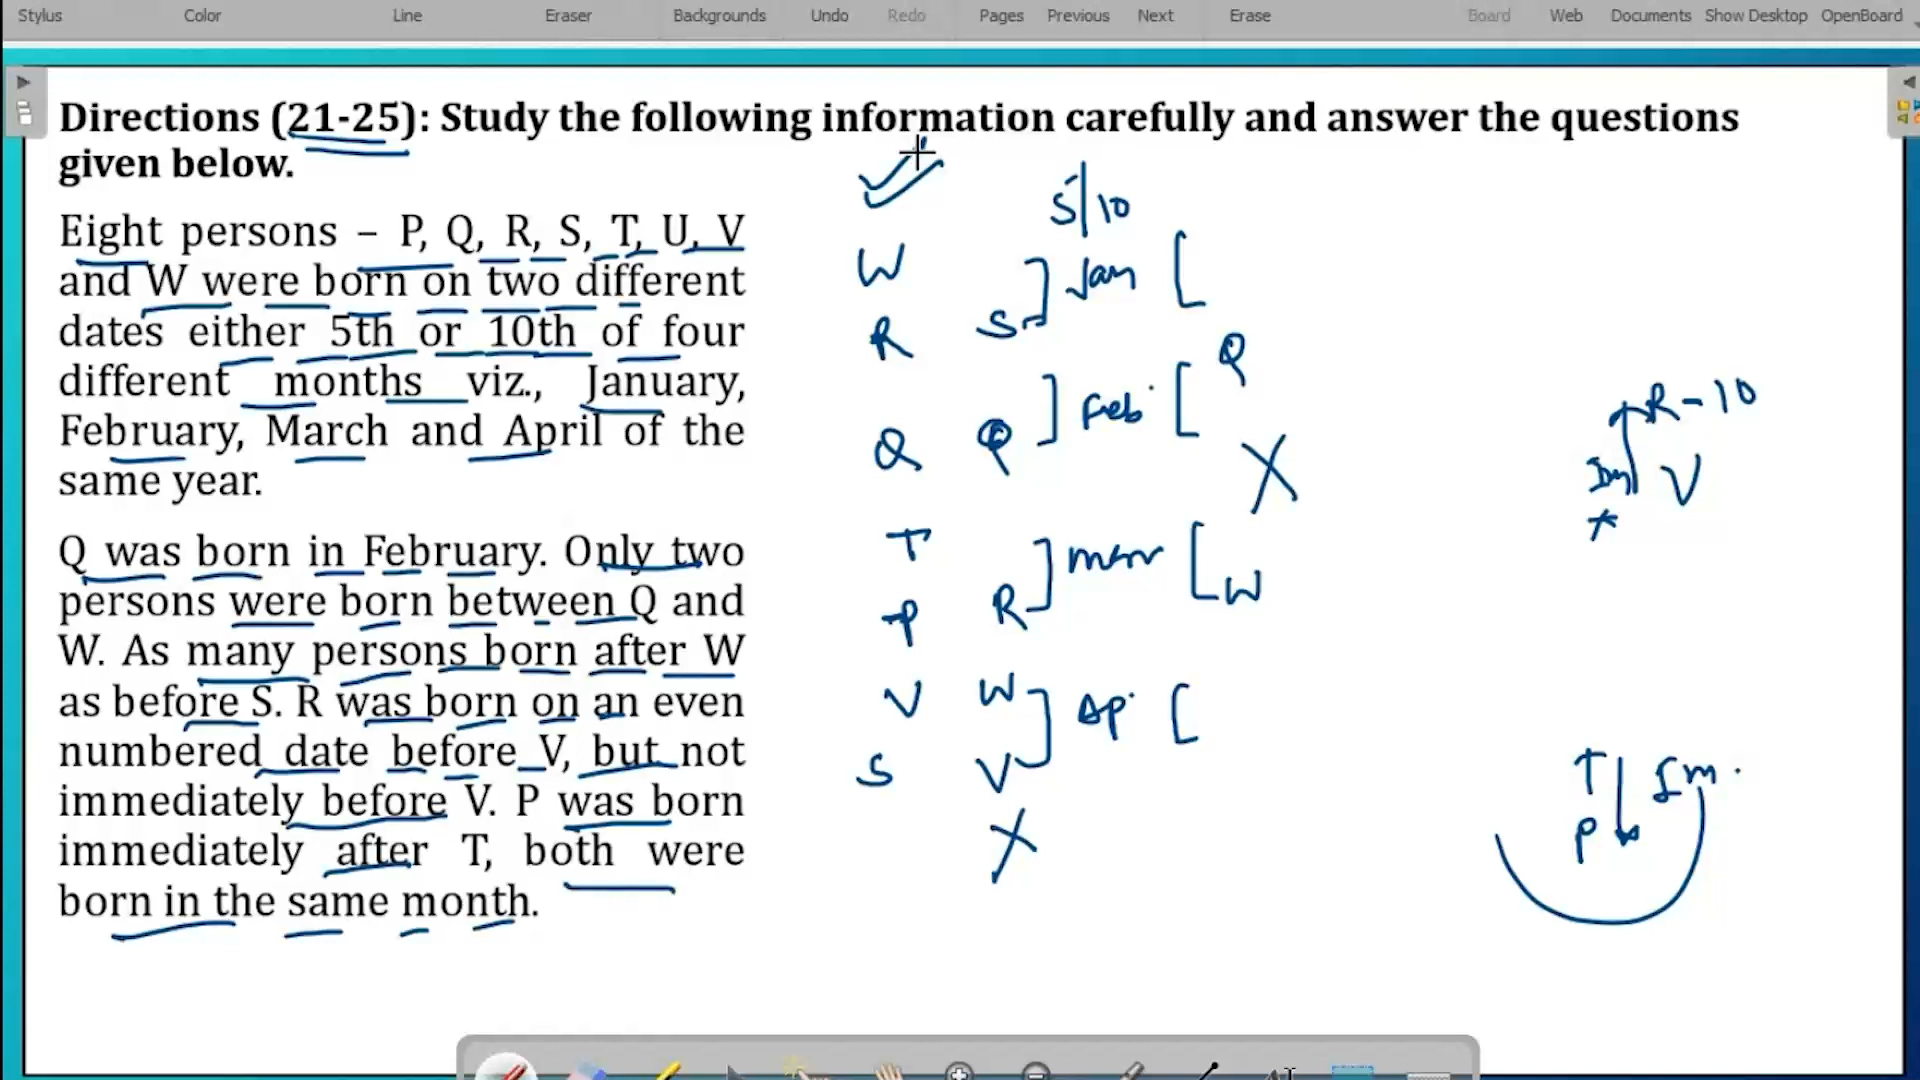 Stylus Color Line Eraser Backgrounds Undo Redo Pages Previous Next Erase Board Web Documents Show Desktop OpenBoard
Directions (21-25): Study the following information carefully and answer the questions
given below.
Eight persons – P, Q, R, S, T, U, V
and W were born on two different
dates either 5th or 10th of four
different months viz., January,
February, March and April of the
same year.
Q was born in February. Only two
persons were born between Q and
W. As many persons born after W
as before S. R was born on an even
numbered date before V, but not
immediately before V. P was born
immediately after T, both were
born in the same month.
5/10
W
R S ] Jan [
Q
Q ] Feb [
X
T
P R ] Mar [ W
V W ] Ap [
S V
X
R - 10
V
T
P